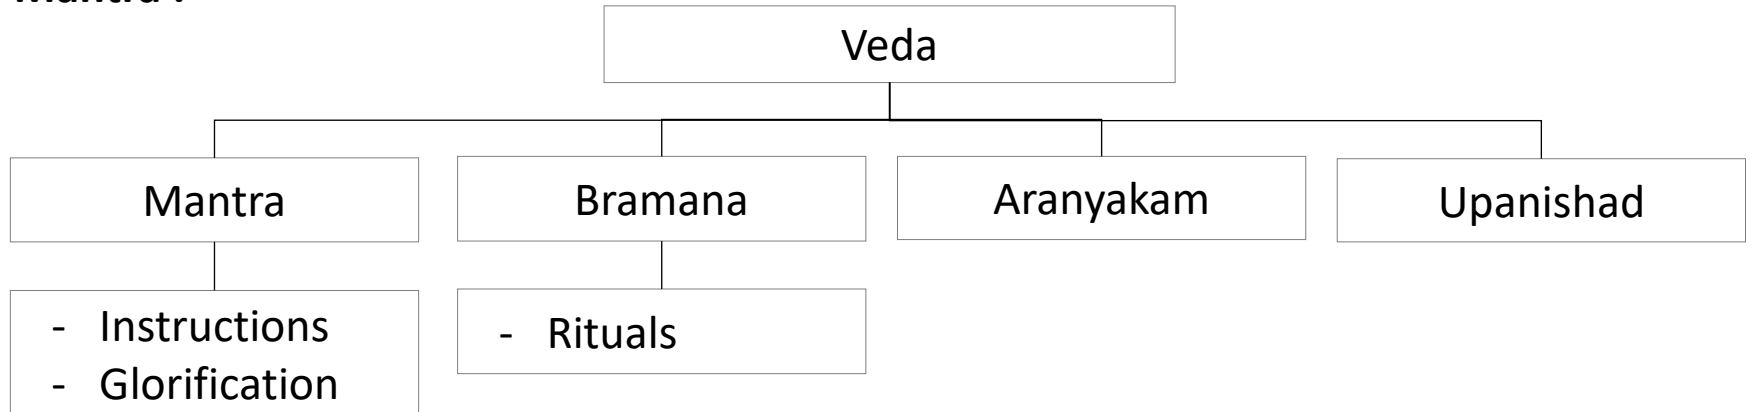 Mantra :
Veda
Mantra
Bramana
Aranyakam
Upanishad
- Instructions
- Glorification
- Rituals